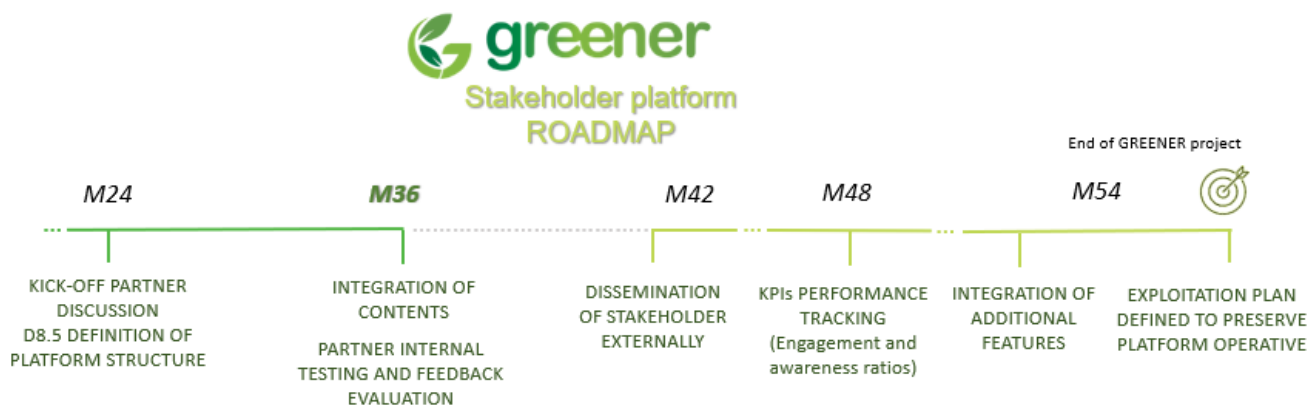 greener
Stakeholder platform
ROADMAP
End of GREENER project
M24
M36
M42
M48
M54
KICK-OFF PARTNER
DISCUSSION
D8.5 DEFINITION OF
PLATFORM STRUCTURE
INTEGRATION OF
CONTENTS
PARTNER INTERNAL
TESTING AND FEEDBACK
EVALUATION
DISSEMINATION
OF STAKEHOLDER
EXTERNALLY
KPIs PERFORMANCE
TRACKING
(Engagement and
awareness ratios)
INTEGRATION OF
ADDITIONAL
FEATURES
EXPLOITATION PLAN
DEFINED TO PRESERVE
PLATFORM OPERATIVE